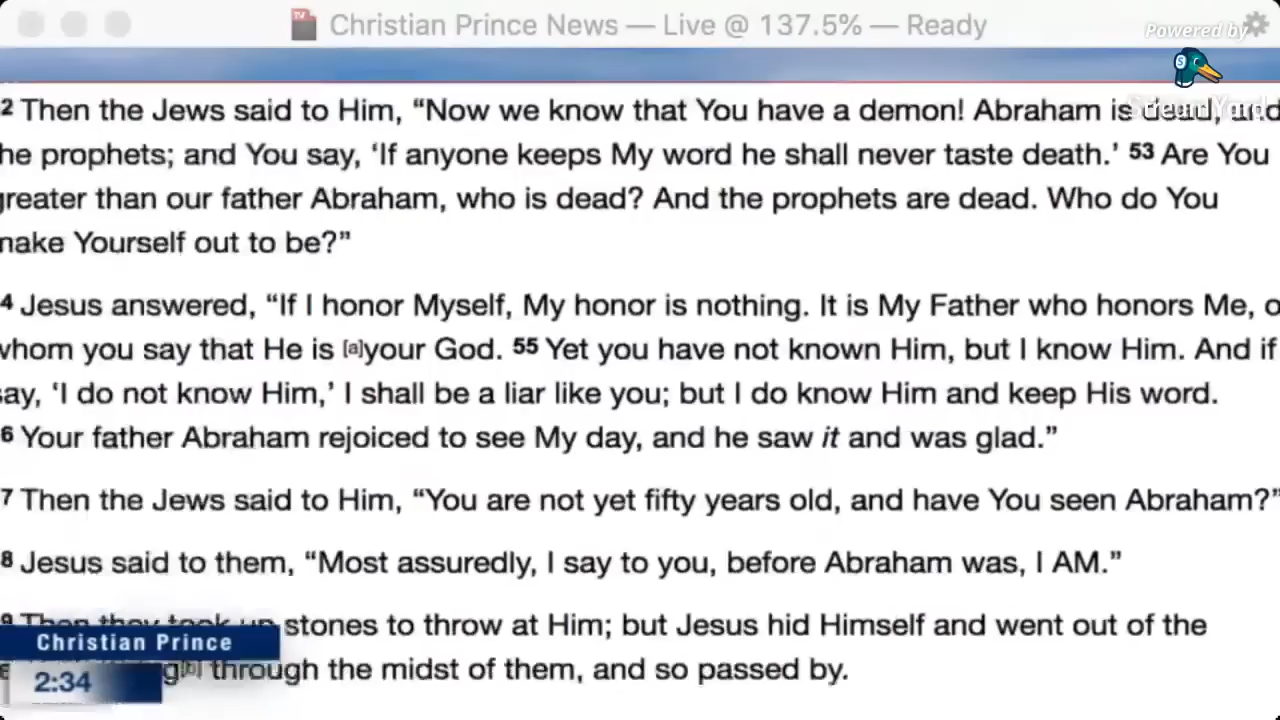 Christian Prince News — Live @ 137.5% — Ready
Powered by
StreamYard
2 Then the Jews said to Him, “Now we know that You have a demon! Abraham is dead, and
he prophets; and You say, ‘If anyone keeps My word he shall never taste death.’ 53 Are You
greater than our father Abraham, who is dead? And the prophets are dead. Who do You
make Yourself out to be?”
4 Jesus answered, “If I honor Myself, My honor is nothing. It is My Father who honors Me, o
whom you say that He is [a]your God. 55 Yet you have not known Him, but I know Him. And if
say, ‘I do not know Him,’ I shall be a liar like you; but I do know Him and keep His word.
6 Your father Abraham rejoiced to see My day, and he saw it and was glad.”
7 Then the Jews said to Him, “You are not yet fifty years old, and have You seen Abraham?”
8 Jesus said to them, “Most assuredly, I say to you, before Abraham was, I AM.”
9 Then they took up stones to throw at Him; but Jesus hid Himself and went out of the
[b] through the midst of them, and so passed by.
Christian Prince
2:34